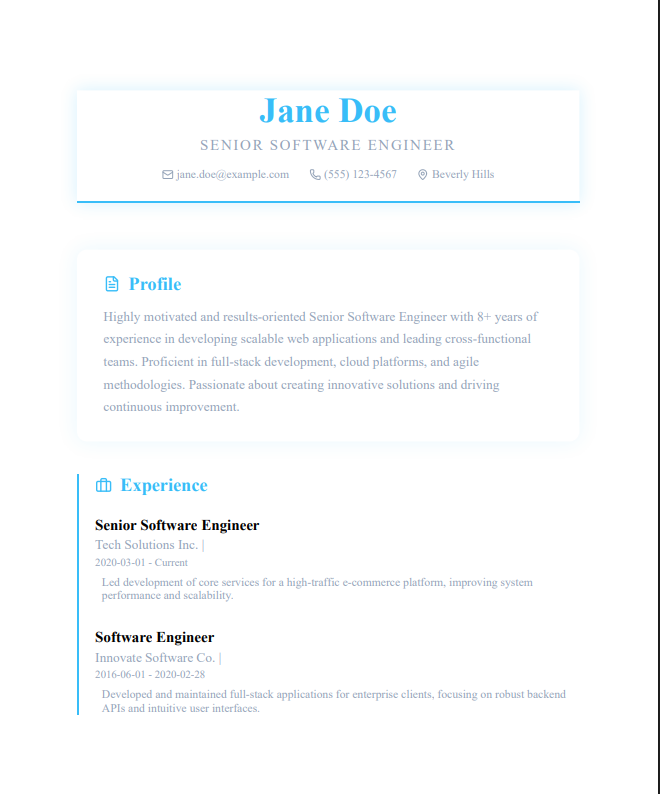 Jane Doe
SENIOR SOFTWARE ENGINEER
jane.doe@example.com (555) 123-4567 Beverly Hills
Profile
Highly motivated and results-oriented Senior Software Engineer with 8+ years of
experience in developing scalable web applications and leading cross-functional
teams. Proficient in full-stack development, cloud platforms, and agile
methodologies. Passionate about creating innovative solutions and driving
continuous improvement.
Experience
Senior Software Engineer
Tech Solutions Inc. |
2020-03-01 - Current
Led development of core services for a high-traffic e-commerce platform, improving system
performance and scalability.
Software Engineer
Innovate Software Co. |
2016-06-01 - 2020-02-28
Developed and maintained full-stack applications for enterprise clients, focusing on robust backend
APIs and intuitive user interfaces.